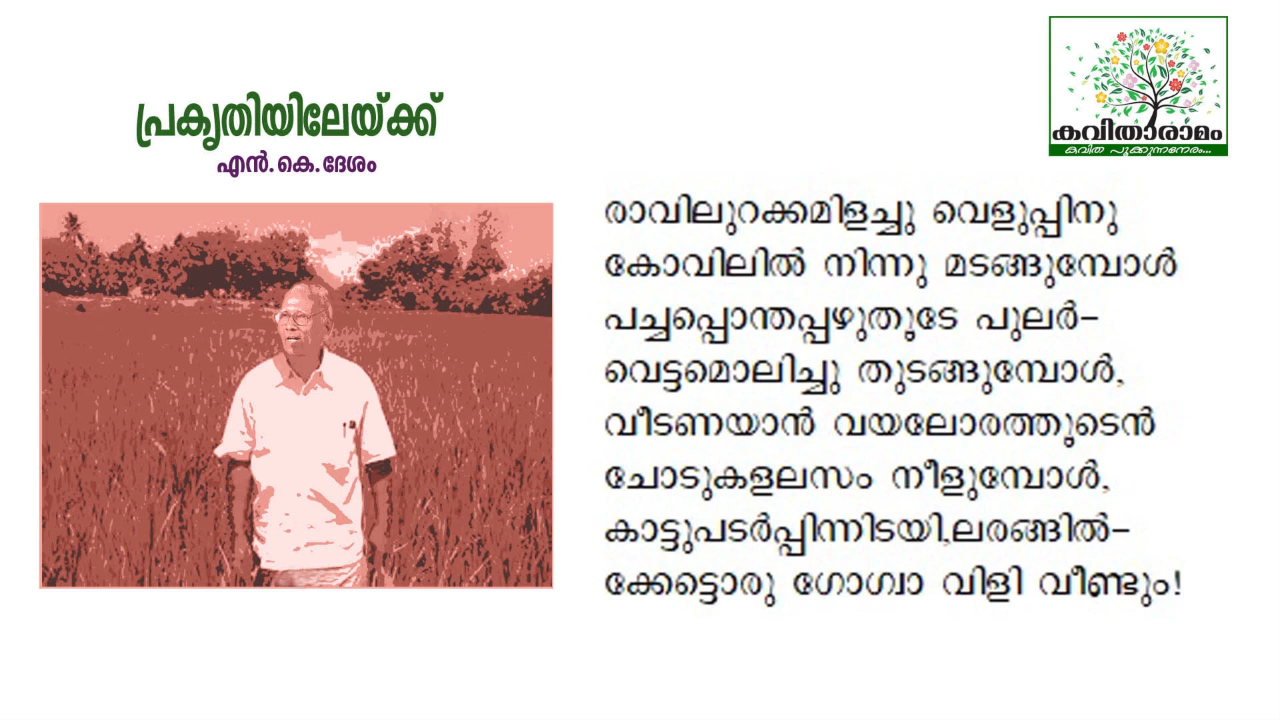 പ്രകൃതിയിലേയ്ക്ക്
എൻ.കെ.ദേശം
കവിതാരാമം
കവിത പൂക്കുന്നനേരം...
രാവിലുറക്കമിളച്ചു വെളുപ്പിനു
കോവിലിൽ നിന്നു മടങ്ങുമ്പോൾ
പച്ചപ്പൊന്തപ്പഴുതൂടേ പുലർ-
വെട്ടമൊലിച്ചു തുടങ്ങുമ്പോൾ,
വീടണയാൻ വയലോരത്തൂടെൻ
ചോടുകളലസം നീളുമ്പോൾ,
കാട്ടുപടർപ്പിന്നിടയി,ലരങ്ങിൽ-
ക്കേട്ടൊരു ഗോഗ്വാ വിളി വീണ്ടും!